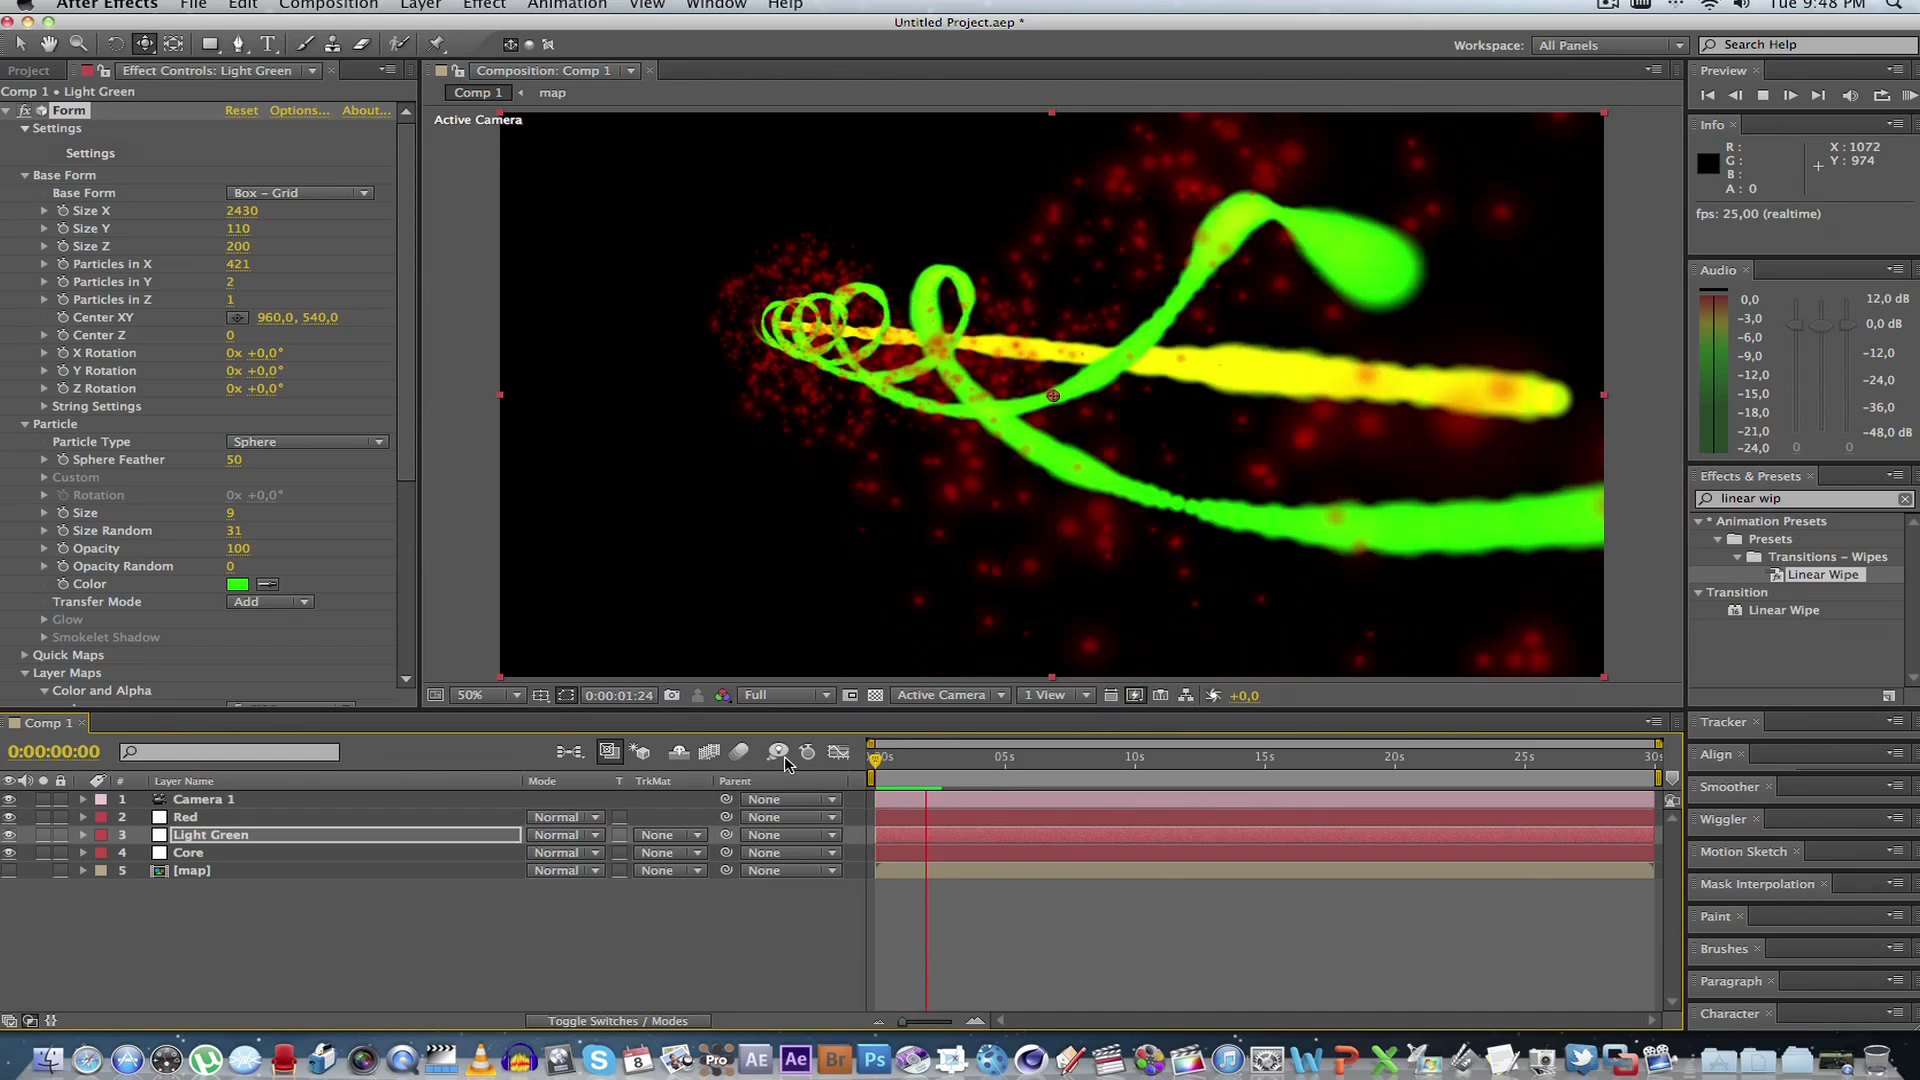 After Effects File Edit Composition Layer Effect Animation View Window Help Tue 9:48 PM
Untitled Project.aep *
Workspace: All Panels Search Help
Project Effect Controls: Light Green Composition: Comp 1 Preview
Comp 1 • Light Green
Comp 1 map
Form Reset Options... About...
Active Camera
Settings
Settings
Base Form
Base Form Box – Grid
Size X 2430
Size Y 110
Size Z 200
Particles in X 421
Particles in Y 2
Particles in Z 1
Center XY 960,0, 540,0
Center Z 0
X Rotation 0x +0,0°
Y Rotation 0x +0,0°
Z Rotation 0x +0,0°
String Settings
Particle
Particle Type Sphere
Sphere Feather 50
Custom
Rotation 0x +0,0°
Size 9
Size Random 31
Opacity 100
Opacity Random 0
Color
Transfer Mode Add
Glow
Smokelet Shadow
Quick Maps
Layer Maps
Color and Alpha
50% 0:00:01:24 Full Active Camera 1 View +0,0
Info
R : X : 1072
G : Y : 974
B :
A : 0
fps: 25,00 (realtime)
Audio
0,0 12,0 dB
-3,0 0,0 dB
-6,0
-9,0 -12,0
-12,0 -24,0
-15,0
-18,0 -36,0
-21,0 -48,0 dB
-24,0 0 0
Effects & Presets
linear wip
* Animation Presets
Presets
Transitions – Wipes
Linear Wipe
Transition
Linear Wipe
Comp 1
0:00:00:00
05s 10s 15s 20s 25s 30s
# Layer Name Mode T TrkMat Parent
1 Camera 1 None
2 Red Normal None
3 Light Green Normal None None
4 Core Normal None None
5 [map] Normal None None
Toggle Switches / Modes
Tracker
Align
Smoother
Wiggler
Motion Sketch
Mask Interpolation
Paint
Brushes
Paragraph
Character
8 Pro AE Ae Br Ps